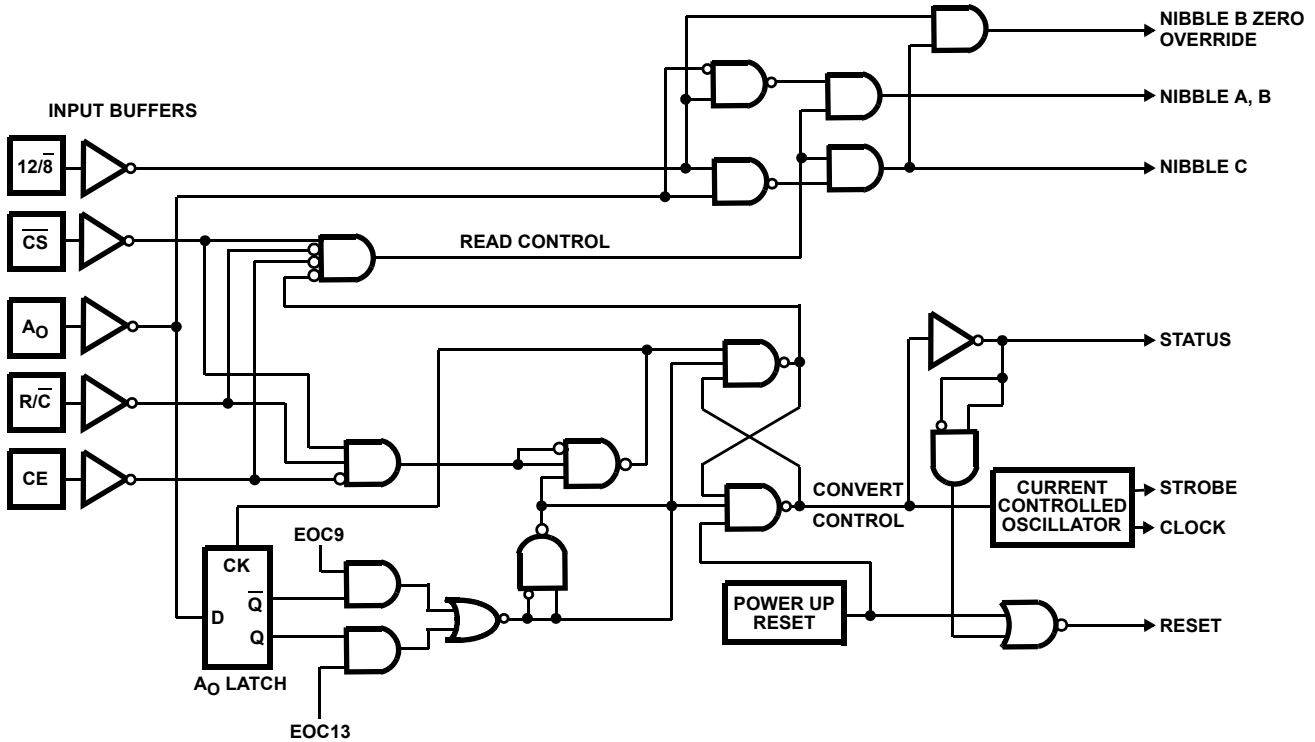 NIBBLE B ZERO
OVERRIDE
NIBBLE A, B
NIBBLE C
INPUT BUFFERS
12/8̅
C̅S̅
READ CONTROL
AO
STATUS
R/C̅
CE
CONVERT
CONTROL
CURRENT
CONTROLLED
OSCILLATOR
STROBE
CLOCK
EOC9
CK
Q̅
D
Q
POWER UP
RESET
RESET
AO LATCH
EOC13